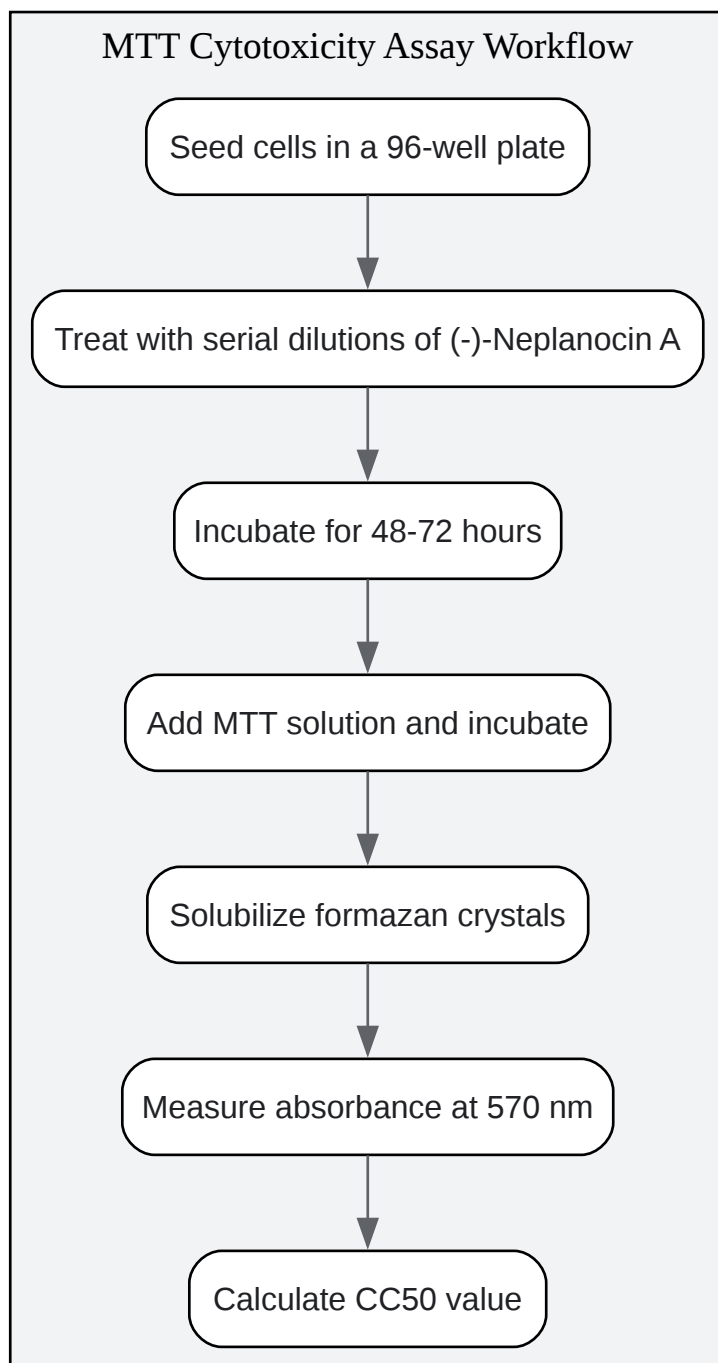 MTT Cytotoxicity Assay Workflow
Seed cells in a 96-well plate
Treat with serial dilutions of (-)-Neplanocin A
Incubate for 48-72 hours
Add MTT solution and incubate
Solubilize formazan crystals
Measure absorbance at 570 nm
Calculate CC50 value